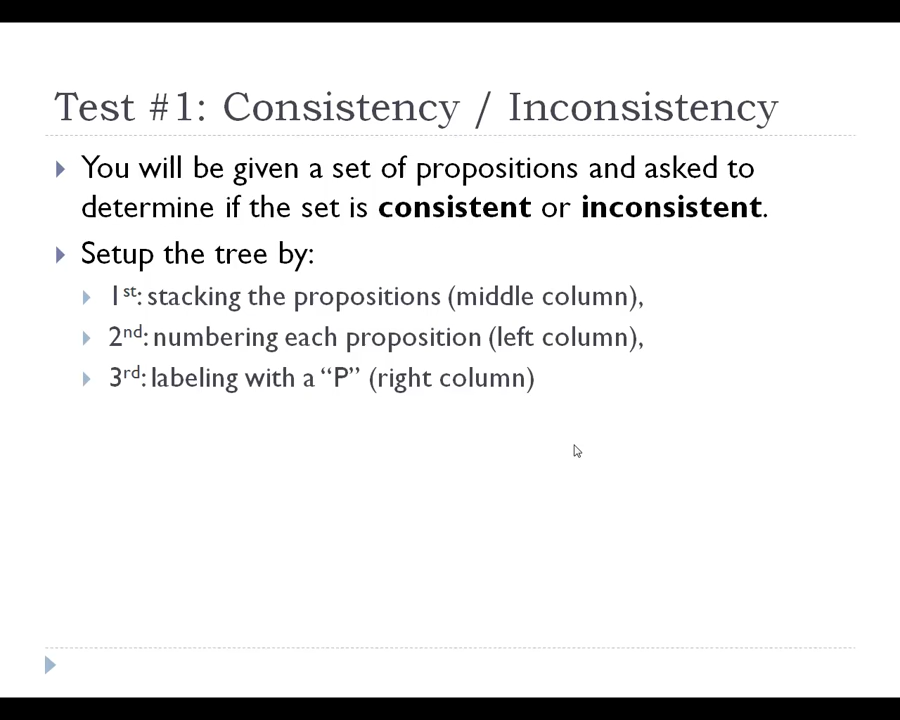 Test #1: Consistency / Inconsistency
You will be given a set of propositions and asked to
determine if the set is consistent or inconsistent.
Setup the tree by:
1st: stacking the propositions (middle column),
2nd: numbering each proposition (left column),
3rd: labeling with a “P” (right column)